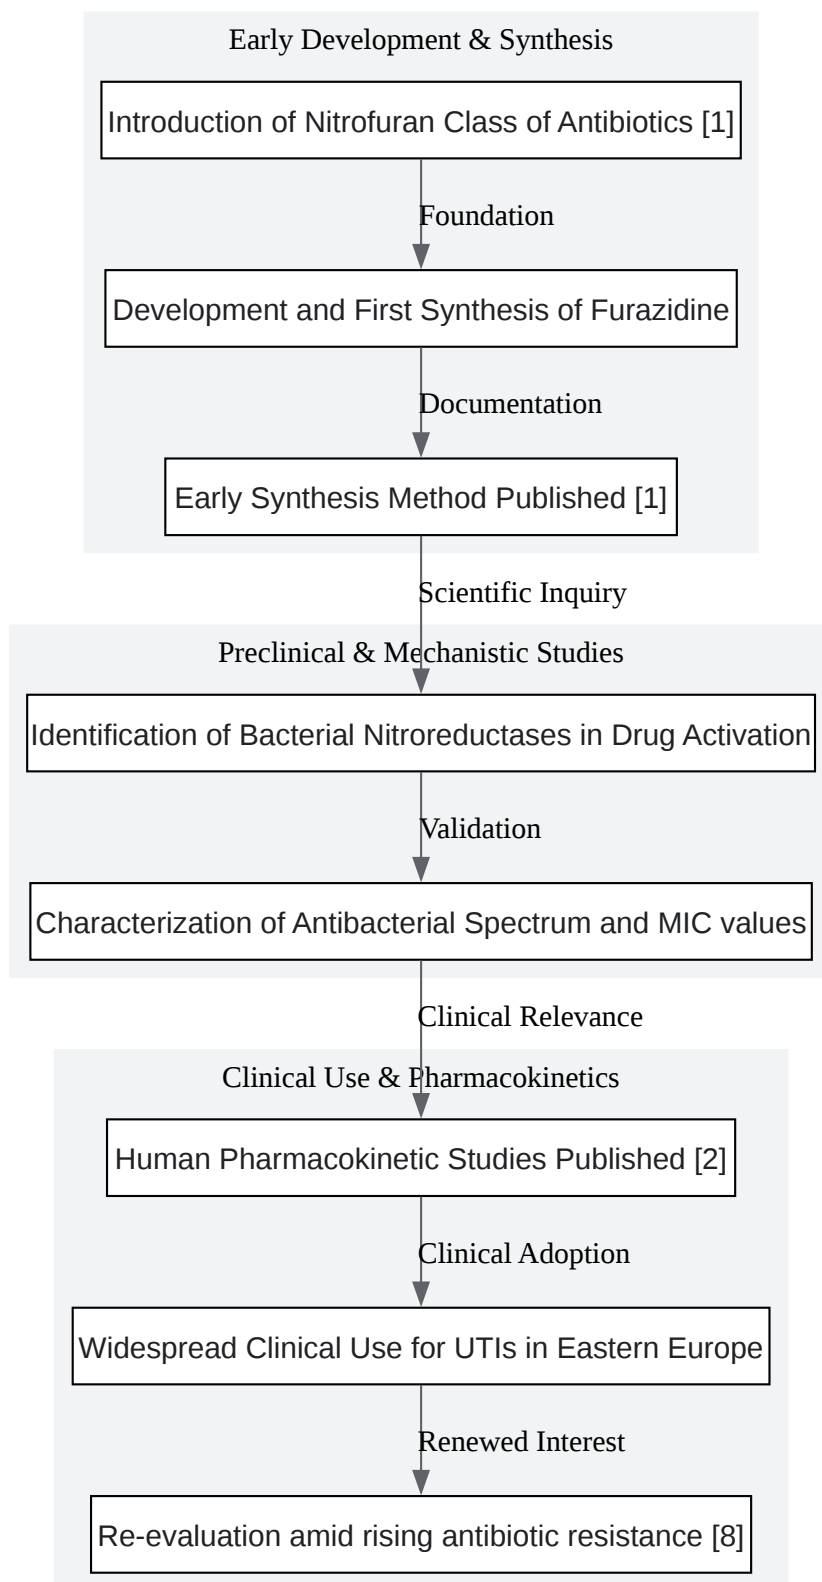 Early Development & Synthesis
Introduction of Nitrofuran Class of Antibiotics [1]
Foundation
Development and First Synthesis of Furazidine
Documentation
Early Synthesis Method Published [1]
Scientific Inquiry
Preclinical & Mechanistic Studies
Identification of Bacterial Nitroreductases in Drug Activation
Validation
Characterization of Antibacterial Spectrum and MIC values
Clinical Relevance
Clinical Use & Pharmacokinetics
Human Pharmacokinetic Studies Published [2]
Clinical Adoption
Widespread Clinical Use for UTIs in Eastern Europe
Renewed Interest
Re-evaluation amid rising antibiotic resistance [8]